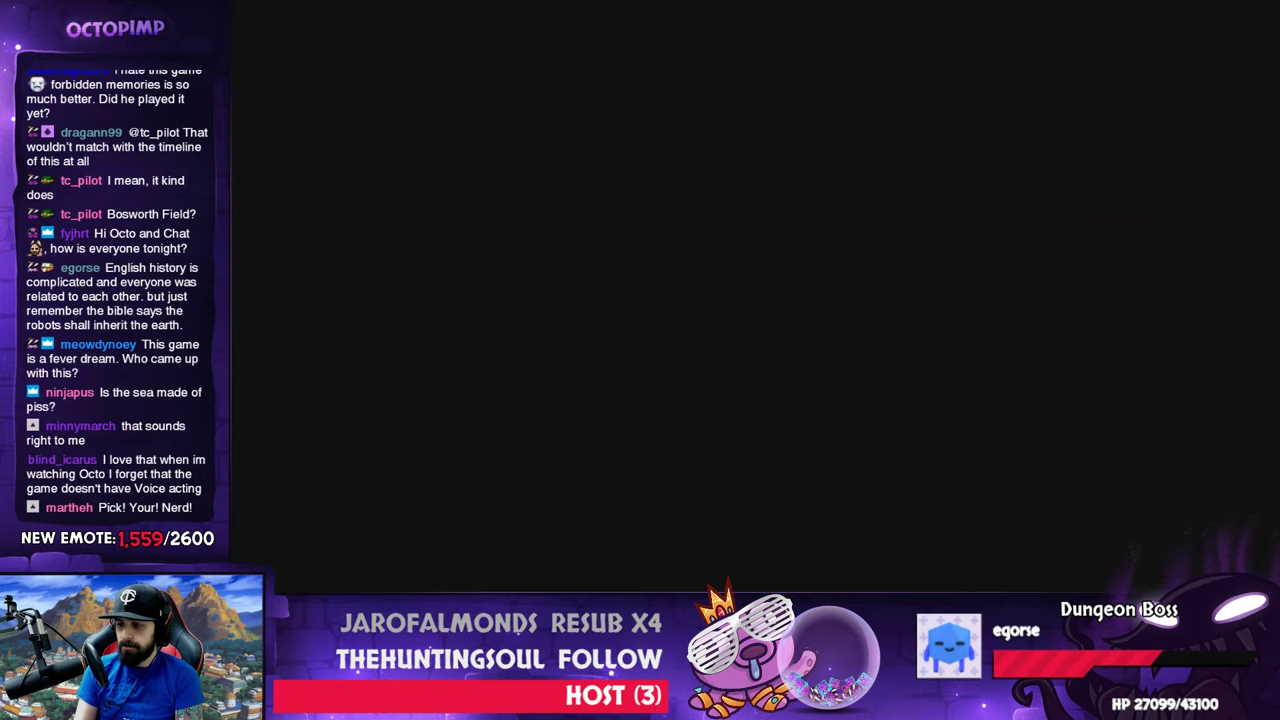 OCTOPIMP
I hate this game
forbidden memories is so
much better. Did he played it
yet?
dragann99 @tc_pilot That
wouldn't match with the timeline
of this at all
tc_pilot I mean, it kind
does
tc_pilot Bosworth Field?
fyjhrt Hi Octo and Chat
, how is everyone tonight?
egorse English history is
complicated and everyone was
related to each other. but just
remember the bible says the
robots shall inherit the earth.
meowdynoey This game
is a fever dream. Who came up
with this?
ninjapus Is the sea made of
piss?
minnymarch that sounds
right to me
blind_icarus I love that when im
watching Octo I forget that the
game doesn't have Voice acting
martheh Pick! Your! Nerd!
NEW EMOTE: 1,559/2600
JAROFALMONDS RESUB X4
THEHUNTINGSOUL FOLLOW
HOST (3)
Dungeon Boss
egorse
HP 27099/43100